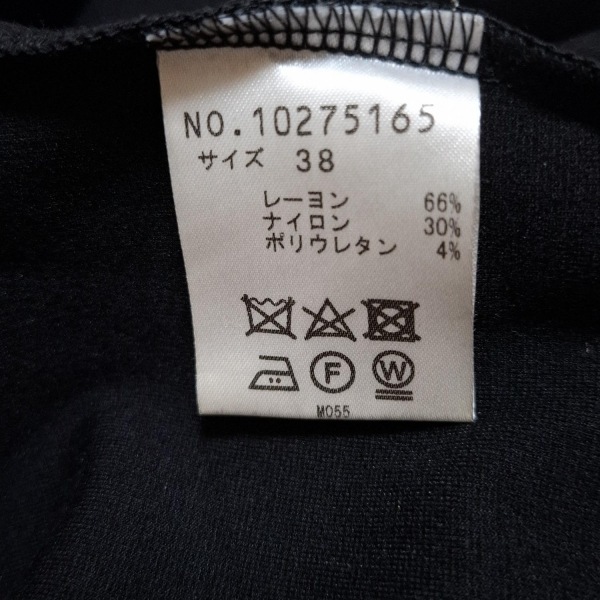 NO.10275165
サイズ 38
レーヨン 66%
ナイロン 30%
ポリウレタン 4%
F W
M055